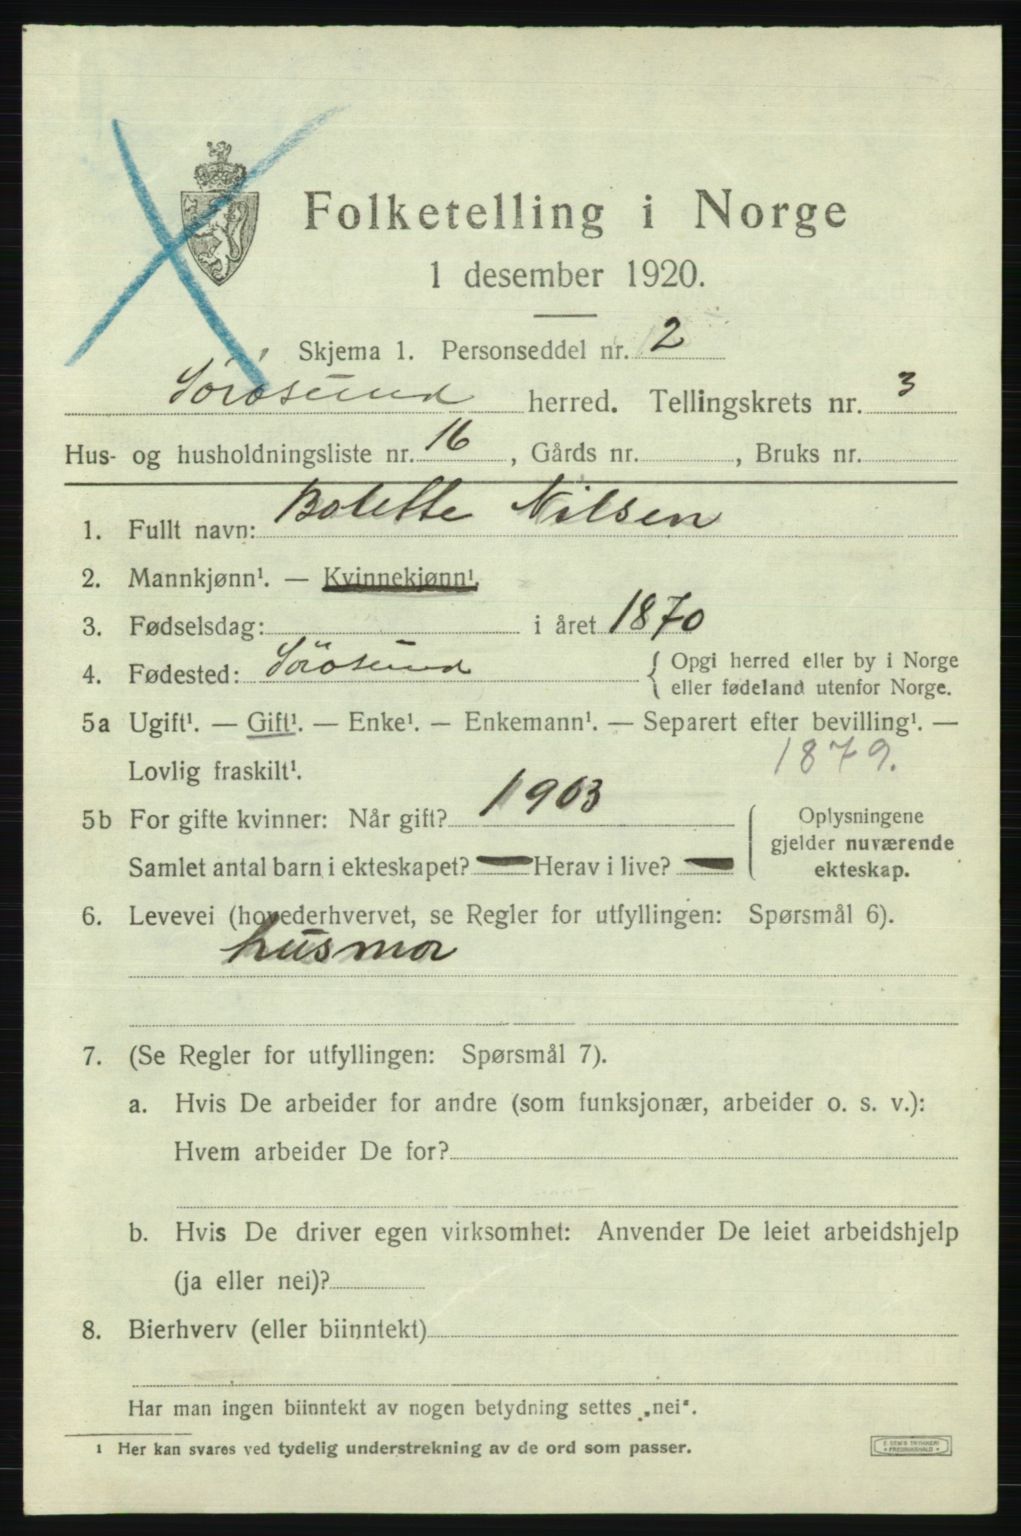 Folketelling i Norge
1 desember 1920.
Skjema 1. Personseddel nr. 2
Sørøsund herred. Tellingskrets nr. 3
Hus- og husholdningsliste nr. 16, Gårds nr. , Bruks nr.
1. Fullt navn: Bolette Nilsen
2. Mannkjønn¹. — Kvinnekjønn¹.
3. Fødselsdag: i året 1870
4. Fødested: Sørøsund { Opgi herred eller by i Norge
eller fødeland utenfor Norge.
5a Ugift¹. — Gift¹. — Enke¹. — Enkemann¹. — Separert efter bevilling¹. —
Lovlig fraskilt¹. 1879.
5b For gifte kvinner: Når gift? 1903 { Oplysningene
gjelder nuværende
Samlet antal barn i ekteskapet? — Herav i live? —
ekteskap.
6. Levevei (hovederhvervet, se Regler for utfyllingen: Spørsmål 6).
husmor
7. (Se Regler for utfyllingen: Spørsmål 7).
a. Hvis De arbeider for andre (som funksjonær, arbeider o. s. v.):
Hvem arbeider De for?
b. Hvis De driver egen virksomhet: Anvender De leiet arbeidshjelp
(ja eller nei)?
8. Bierhverv (eller biinntekt)
Har man ingen biinntekt av nogen betydning settes „nei".
¹ Her kan svares ved tydelig understrekning av de ord som passer.